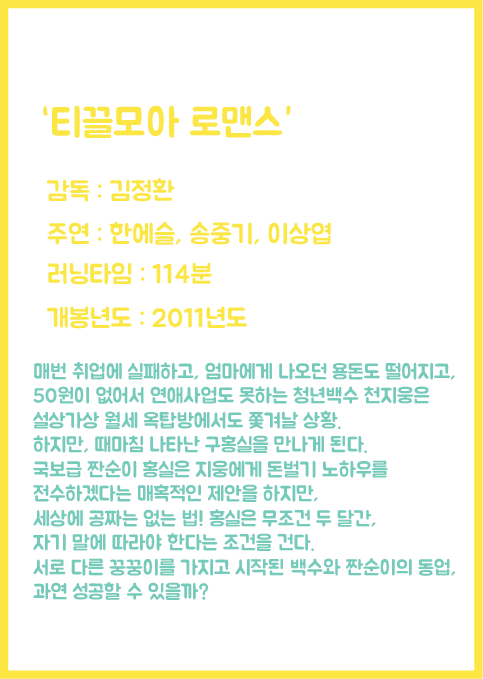 ‘티끌모아 로맨스’
감독 : 김정환
주연 : 한에슬, 송중기, 이상엽
러닝타임 : 114분
개봉년도 : 2011년도
매번 취업에 실패하고, 엄마에게 나오던 용돈도 떨어지고,
50원이 없어서 연애사업도 못하는 청년백수 천지웅은
설상가상 월세 옥탑방에서도 쫓겨날 상황.
하지만, 때마침 나타난 구홍실을 만나게 된다.
국보급 짠순이 홍실은 지웅에게 돈벌기 노하우를
전수하겠다는 매혹적인 제안을 하지만,
세상에 공짜는 없는 법! 홍실은 무조건 두 달간,
자기 말에 따라야 한다는 조건을 건다.
서로 다른 꿍꿍이를 가지고 시작된 백수와 짠순이의 동업,
과연 성공할 수 있을까?